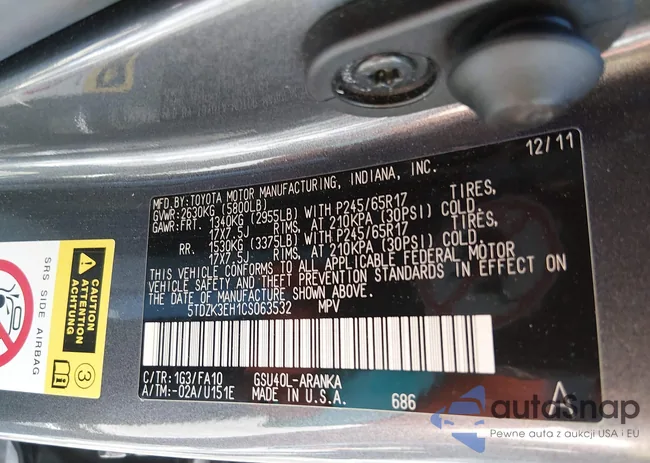 12/11
MFD.BY:TOYOTA MOTOR MANUFACTURING, INDIANA, INC.
GVWR:2630KG (5800LB)
GAWR:FRT. 1340KG (2955LB) WITH P245/65R17 TIRES,
17X7.5J RIMS, AT 210KPA (30PSI) COLD.
RR. 1530KG (3375LB) WITH P245/65R17 TIRES,
17X7.5J RIMS, AT 210KPA (30PSI) COLD.
THIS VEHICLE CONFORMS TO ALL APPLICABLE FEDERAL MOTOR
VEHICLE SAFETY AND THEFT PREVENTION STANDARDS IN EFFECT ON
THE DATE OF MANUFACTURE SHOWN ABOVE.
5TDZK3EH1CS063532 MPV
C/TR:1G3/FA10 GSU40L-ARANKA
A/TM:-02A/U151E MADE IN U.S.A. 686 A
CAUTION
ATTENTION
ACHTUNG
SRS SIDE AIRBAG
i 3
autoSnap
Pewne auta z aukcji USA i EU